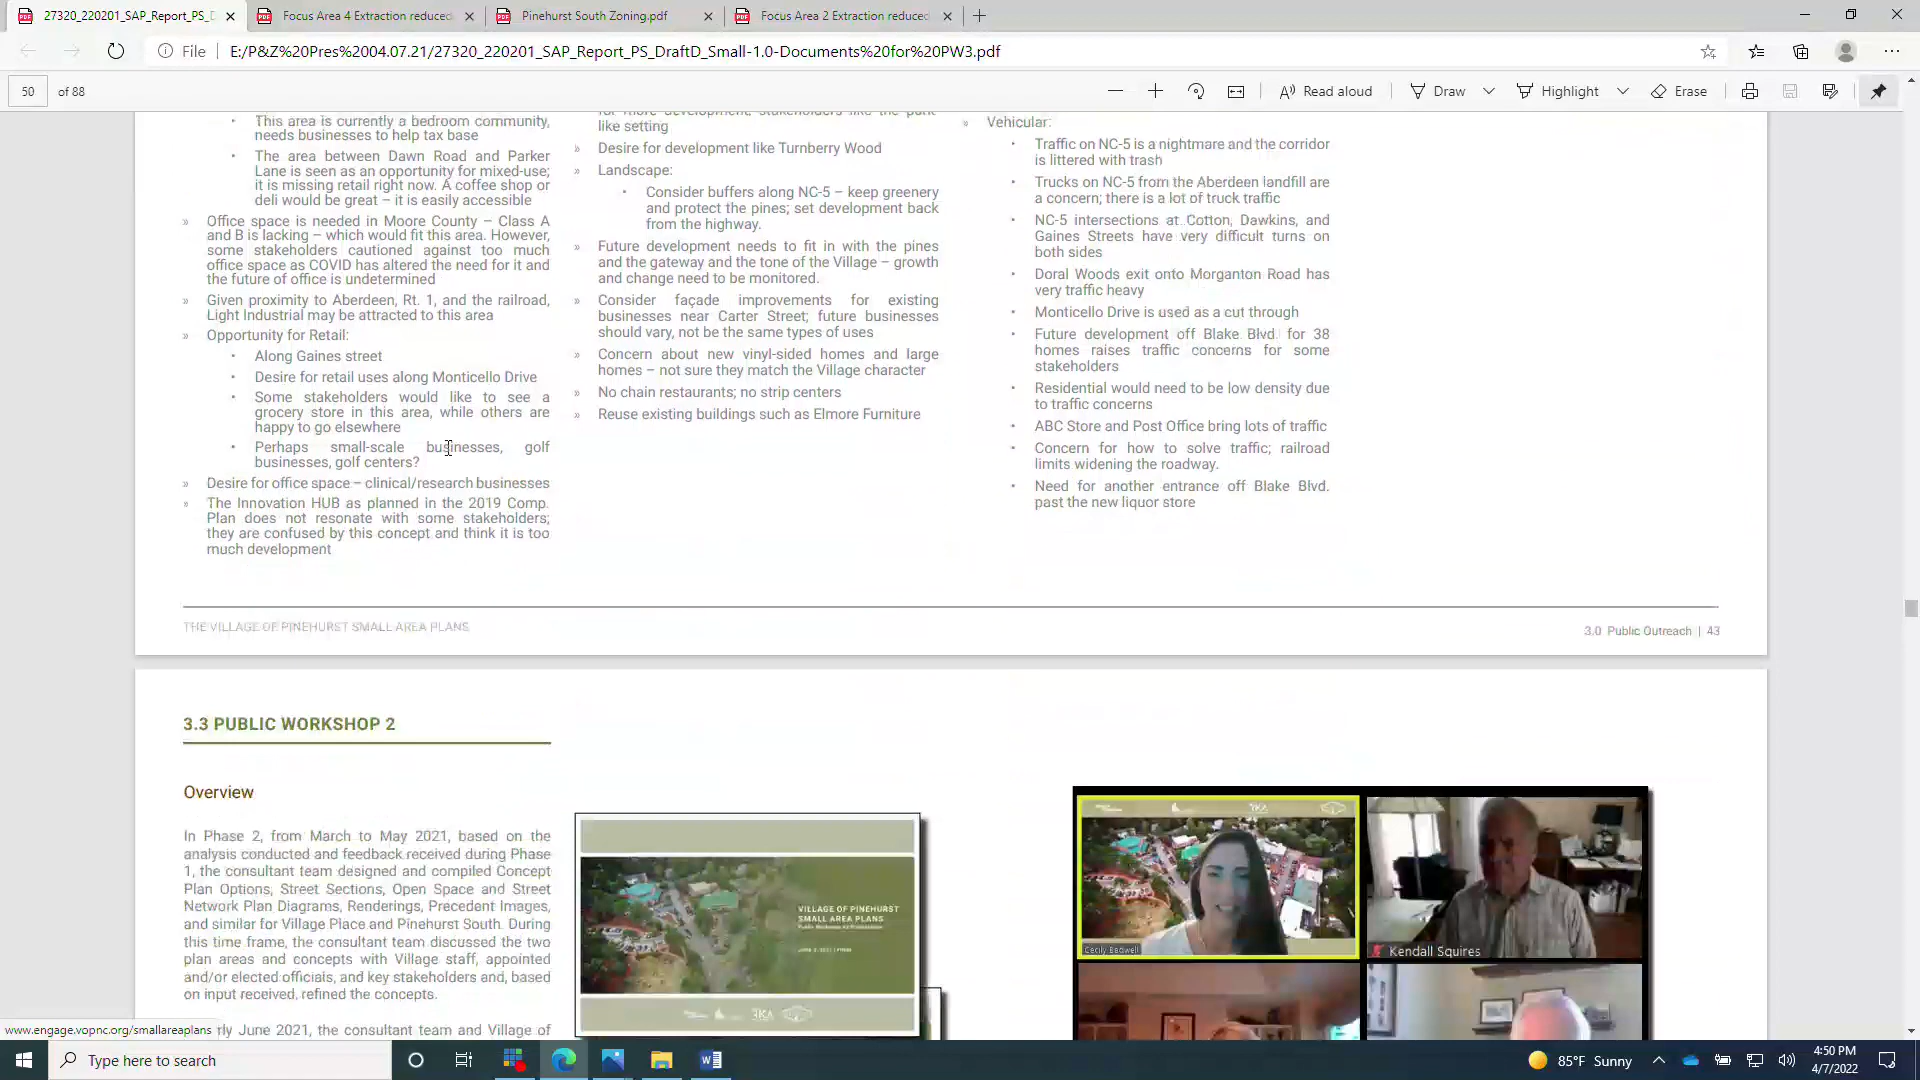 27320_220201_SAP_Report_PS_D
Focus Area 4 Extraction reduced
Pinehurst South Zoning.pdf
Focus Area 2 Extraction reduced
File
E:/P&Z%20Pres%2004.07.21/27320_220201_SAP_Report_PS_DraftD_Small-1.0-Documents%20for%20PW3.pdf
50 of 88
Read aloud
Draw
Highlight
Erase
This area is currently a bedroom community,
needs businesses to help tax base
The area between Dawn Road and Parker
Lane is seen as an opportunity for mixed-use;
it is missing retail right now. A coffee shop or
deli would be great – it is easily accessible
» Office space is needed in Moore County – Class A
and B is lacking – which would fit this area. However,
some stakeholders cautioned against too much
office space as COVID has altered the need for it and
the future of office is undetermined
» Given proximity to Aberdeen, Rt. 1, and the railroad,
Light Industrial may be attracted to this area
» Opportunity for Retail:
• Along Gaines street
• Desire for retail uses along Monticello Drive
• Some stakeholders would like to see a
grocery store in this area, while others are
happy to go elsewhere
• Perhaps small-scale businesses, golf
businesses, golf centers?
» Desire for office space – clinical/research businesses
» The Innovation HUB as planned in the 2019 Comp.
Plan does not resonate with some stakeholders;
they are confused by this concept and think it is too
much development
for more development, stakeholders like the park-
like setting
» Desire for development like Turnberry Wood
» Landscape:
• Consider buffers along NC-5 – keep greenery
and protect the pines; set development back
from the highway.
» Future development needs to fit in with the pines
and the gateway and the tone of the Village – growth
and change need to be monitored.
» Consider façade improvements for existing
businesses near Carter Street; future businesses
should vary, not be the same types of uses
» Concern about new vinyl-sided homes and large
homes – not sure they match the Village character
» No chain restaurants; no strip centers
» Reuse existing buildings such as Elmore Furniture
» Vehicular:
• Traffic on NC-5 is a nightmare and the corridor
is littered with trash
• Trucks on NC-5 from the Aberdeen landfill are
a concern; there is a lot of truck traffic
• NC-5 intersections at Cotton, Dawkins, and
Gaines Streets have very difficult turns on
both sides
• Doral Woods exit onto Morganton Road has
very traffic heavy
• Monticello Drive is used as a cut through
• Future development off Blake Blvd. for 38
homes raises traffic concerns for some
stakeholders
• Residential would need to be low density due
to traffic concerns
• ABC Store and Post Office bring lots of traffic
• Concern for how to solve traffic; railroad
limits widening the roadway.
• Need for another entrance off Blake Blvd.
past the new liquor store
THE VILLAGE OF PINEHURST SMALL AREA PLANS
3.0 Public Outreach | 43
3.3 PUBLIC WORKSHOP 2
Overview
In Phase 2, from March to May 2021, based on the
analysis conducted and feedback received during Phase
1, the consultant team designed and compiled Concept
Plan Options, Street Sections, Open Space and Street
Network Plan Diagrams, Renderings, Precedent Images,
and similar for Village Place and Pinehurst South. During
this time frame, the consultant team discussed the two
plan areas and concepts with Village staff, appointed
and/or elected officials, and key stakeholders and, based
on input received, refined the concepts.
rly June 2021, the consultant team and Village of
VILLAGE OF PINEHURST
SMALL AREA PLANS
Cecily Bedwell
Kendall Squires
www.engage.vopnc.org/smallareaplans
Type here to search
85°F Sunny
4:50 PM
4/7/2022